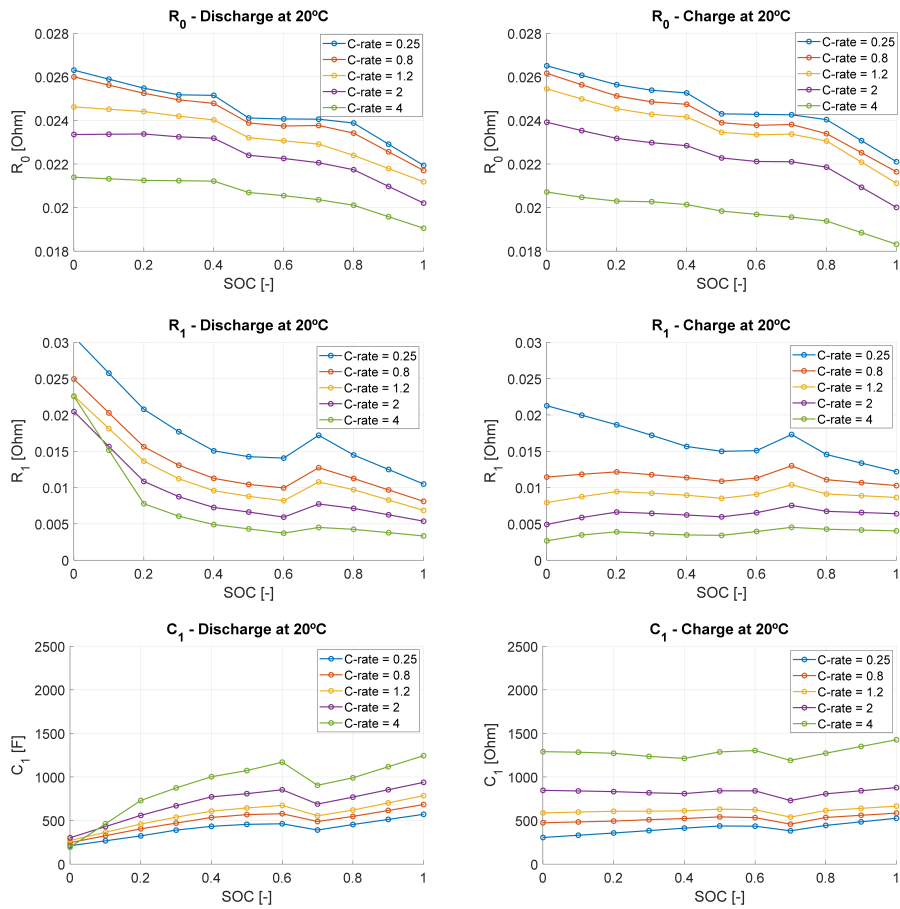 R0 - Discharge at 20ºC
0.028
0.026
0.024
0.022
0.02
0.018
R0 [Ohm]
0 0.2 0.4 0.6 0.8 1
SOC [-]
C-rate = 0.25
C-rate = 0.8
C-rate = 1.2
C-rate = 2
C-rate = 4
R0 - Charge at 20ºC
0.028
0.026
0.024
0.022
0.02
0.018
R0 [Ohm]
0 0.2 0.4 0.6 0.8 1
SOC [-]
C-rate = 0.25
C-rate = 0.8
C-rate = 1.2
C-rate = 2
C-rate = 4
R1 - Discharge at 20ºC
0.03
0.025
0.02
0.015
0.01
0.005
0
R1 [Ohm]
0 0.2 0.4 0.6 0.8 1
SOC [-]
C-rate = 0.25
C-rate = 0.8
C-rate = 1.2
C-rate = 2
C-rate = 4
R1 - Charge at 20ºC
0.03
0.025
0.02
0.015
0.01
0.005
0
R1 [Ohm]
0 0.2 0.4 0.6 0.8 1
SOC [-]
C-rate = 0.25
C-rate = 0.8
C-rate = 1.2
C-rate = 2
C-rate = 4
C1 - Discharge at 20ºC
2500
2000
1500
1000
500
0
C1 [F]
0 0.2 0.4 0.6 0.8 1
SOC [-]
C-rate = 0.25
C-rate = 0.8
C-rate = 1.2
C-rate = 2
C-rate = 4
C1 - Charge at 20ºC
2500
2000
1500
1000
500
0
C1 [Ohm]
0 0.2 0.4 0.6 0.8 1
SOC [-]
C-rate = 0.25
C-rate = 0.8
C-rate = 1.2
C-rate = 2
C-rate = 4